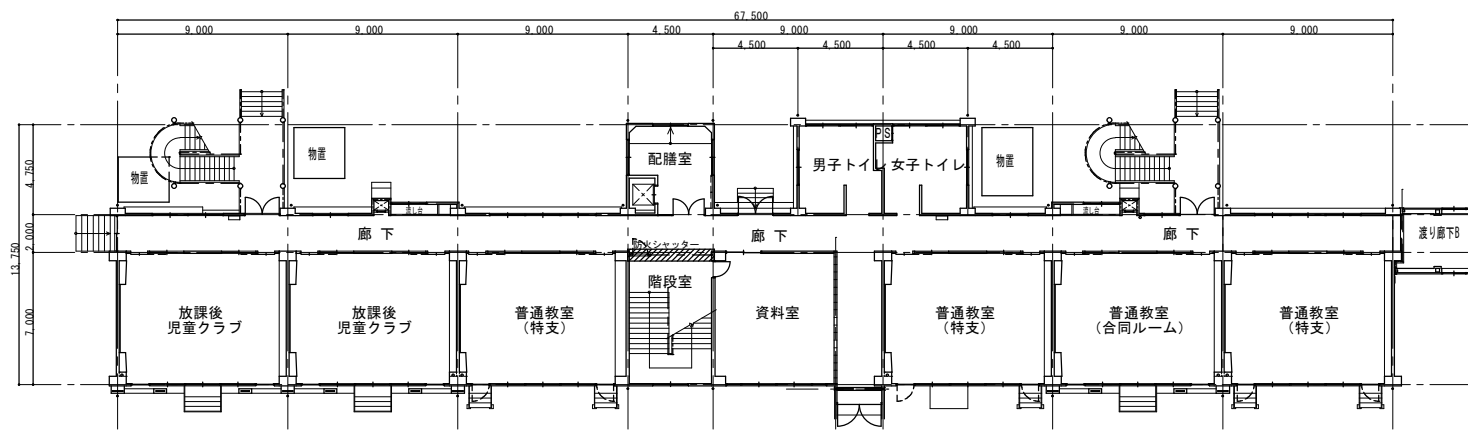 67,500
9,000
9,000
9,000
4,500
9,000
9,000
9,000
9,000
4,500
4,500
4,500
4,500
物置
物置
配膳室
男子トイレ
PS
女子トイレ
物置
流し台
流し台
4,750
2,000
13,750
7,000
廊 下
防火シャッター
廊 下
廊 下
渡り廊下B
放課後
児童クラブ
放課後
児童クラブ
普通教室
(特支)
階段室
資料室
普通教室
(特支)
普通教室
(合同ルーム)
普通教室
(特支)